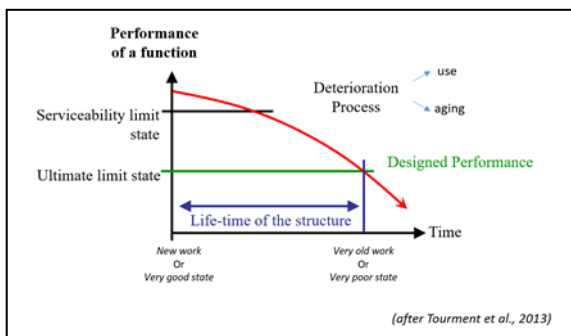 Performance
of a function
use
Deterioration
Process
aging
Serviceability limit
state
Designed Performance
Ultimate limit state
Life-time of the structure
Time
New work
Or
Very good state
Very old work
Or
Very poor state
(after Tourment et al., 2013)